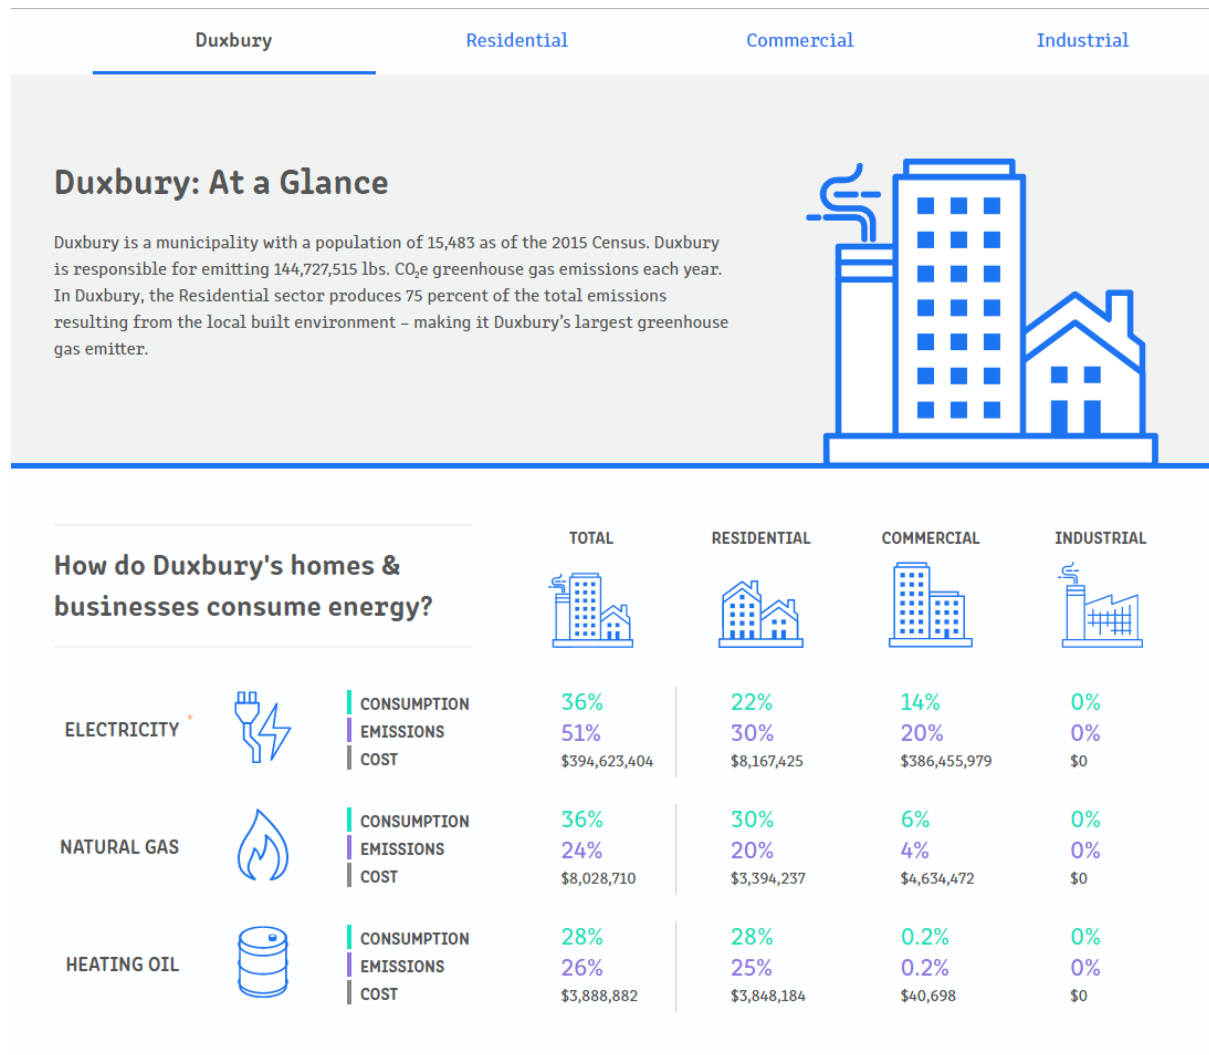 Duxbury Residential Commercial Industrial
Duxbury: At a Glance
Duxbury is a municipality with a population of 15,483 as of the 2015 Census. Duxbury
is responsible for emitting 144,727,515 lbs. CO₂e greenhouse gas emissions each year.
In Duxbury, the Residential sector produces 75 percent of the total emissions
resulting from the local built environment – making it Duxbury’s largest greenhouse
gas emitter.
How do Duxbury's homes &
businesses consume energy?
TOTAL RESIDENTIAL COMMERCIAL INDUSTRIAL
ELECTRICITY *
CONSUMPTION 36% 22% 14% 0%
EMISSIONS 51% 30% 20% 0%
COST $394,623,404 $8,167,425 $386,455,979 $0
NATURAL GAS
CONSUMPTION 36% 30% 6% 0%
EMISSIONS 24% 20% 4% 0%
COST $8,028,710 $3,394,237 $4,634,472 $0
HEATING OIL
CONSUMPTION 28% 28% 0.2% 0%
EMISSIONS 26% 25% 0.2% 0%
COST $3,888,882 $3,848,184 $40,698 $0